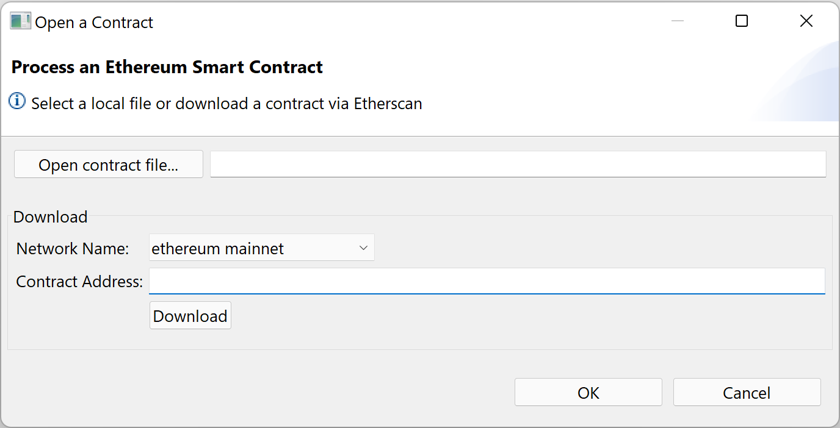 Open a Contract
Process an Ethereum Smart Contract
Select a local file or download a contract via Etherscan
Open contract file...
Download
Network Name: ethereum mainnet
Contract Address:
Download
OK Cancel